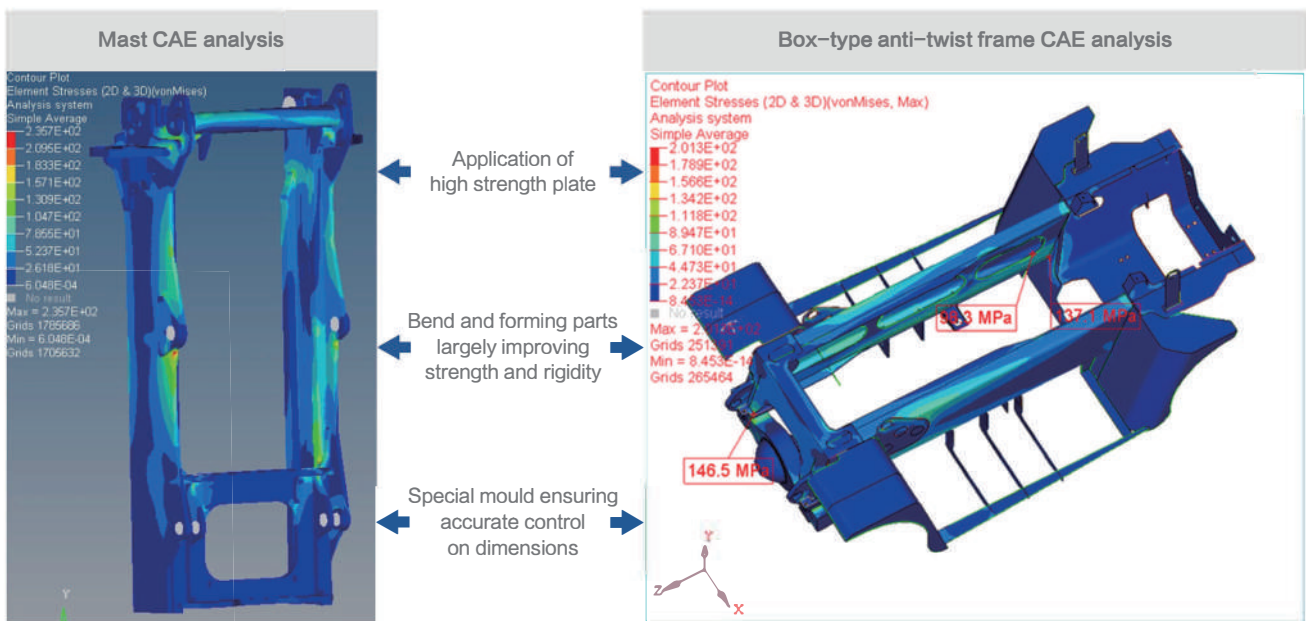 Mast CAE analysis
Box-type anti-twist frame CAE analysis
Contour Plot
Element Stresses (2D & 3D)(vonMises)
Analysis system
Simple Average
2.357E+02
2.095E+02
1.833E+02
1.571E+02
1.309E+02
1.047E+02
7.855E+01
5.237E+01
2.618E+01
6.048E-04
No result
Max = 2.357E+02
Grids 1785686
Min = 6.048E-04
Grids 1705632
Y
Application of
high strength plate
Bend and forming parts
largely improving
strength and rigidity
Special mould ensuring
accurate control
on dimensions
Contour Plot
Element Stresses (2D & 3D)(vonMises, Max)
Analysis system
Simple Average
2.013E+02
1.789E+02
1.566E+02
1.342E+02
1.118E+02
8.947E+01
6.710E+01
4.473E+01
No result
Min = 8.453E-14
Grids 265464
137.1 MPa
146.5 MPa
Y
Z
X